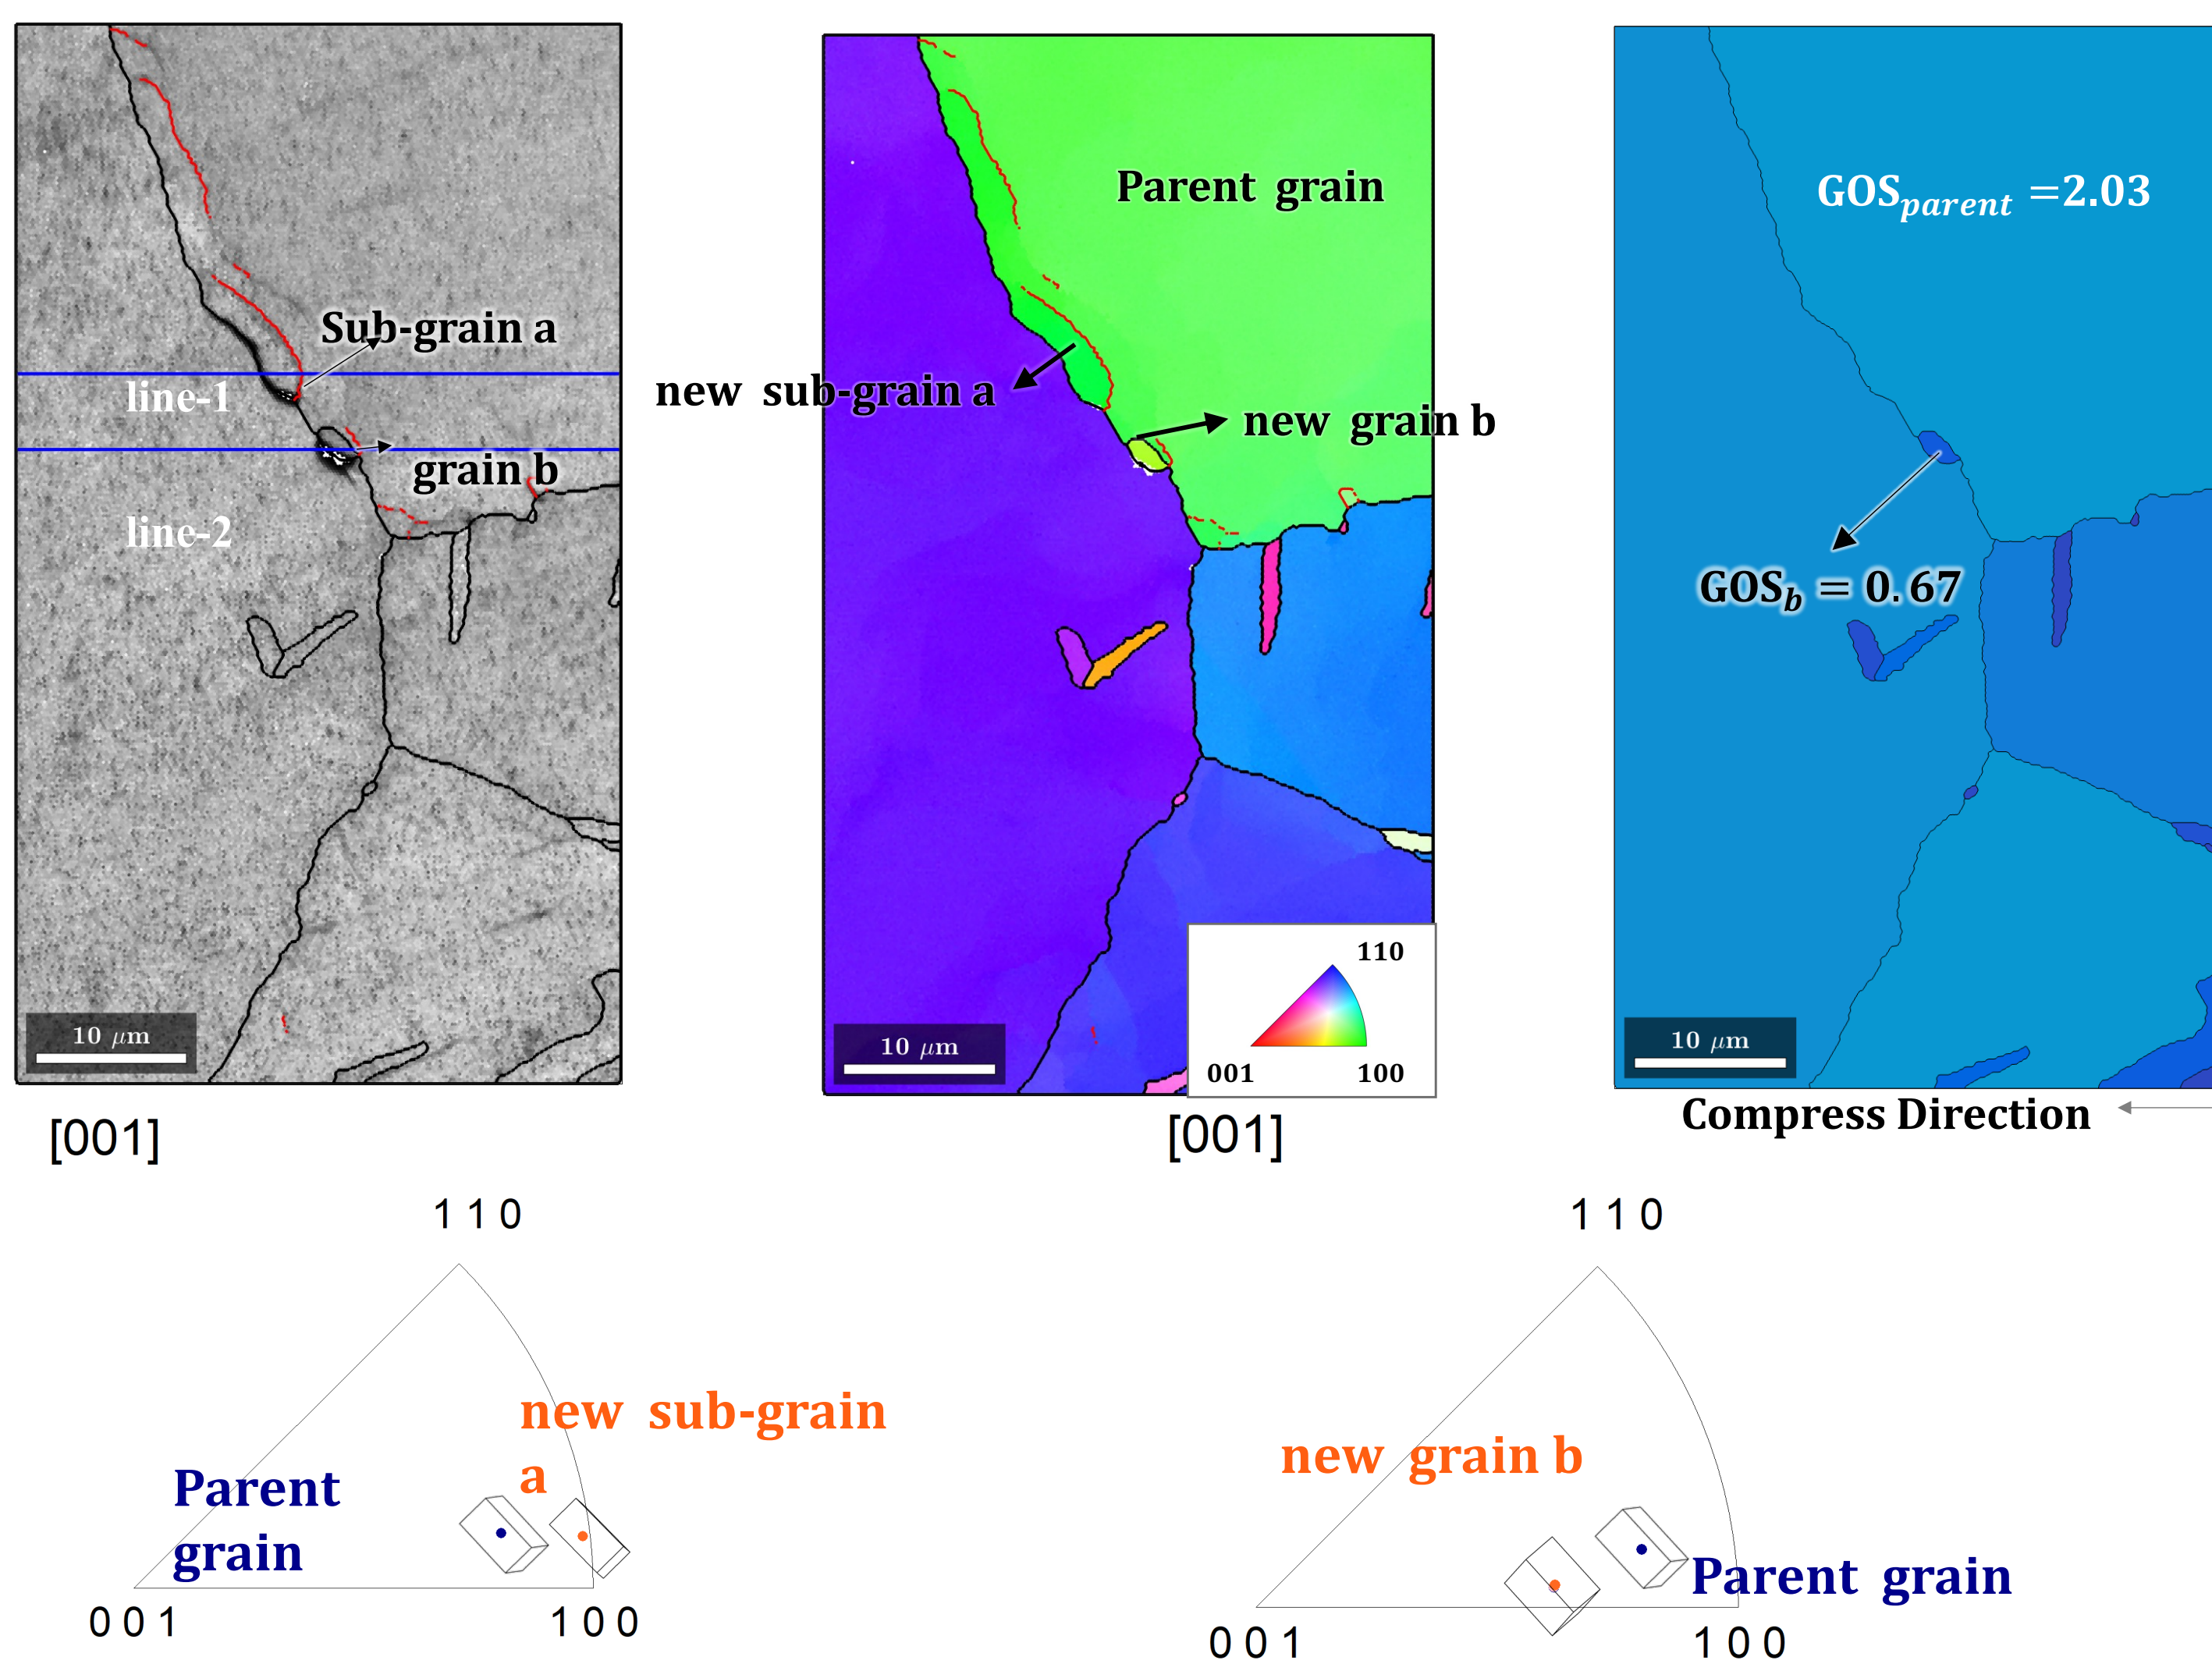 Sub-grain a
line-1
grain b
line-2
10 μm
[001]
Parent grain
new sub-grain a
new grain b
110
001
100
10 μm
[001]
GOSparent =2.03
GOSb = 0.67
10 μm
Compress Direction
1 1 0
new sub-grain
a
Parent
grain
0 0 1
1 0 0
1 1 0
new grain b
Parent grain
0 0 1
1 0 0